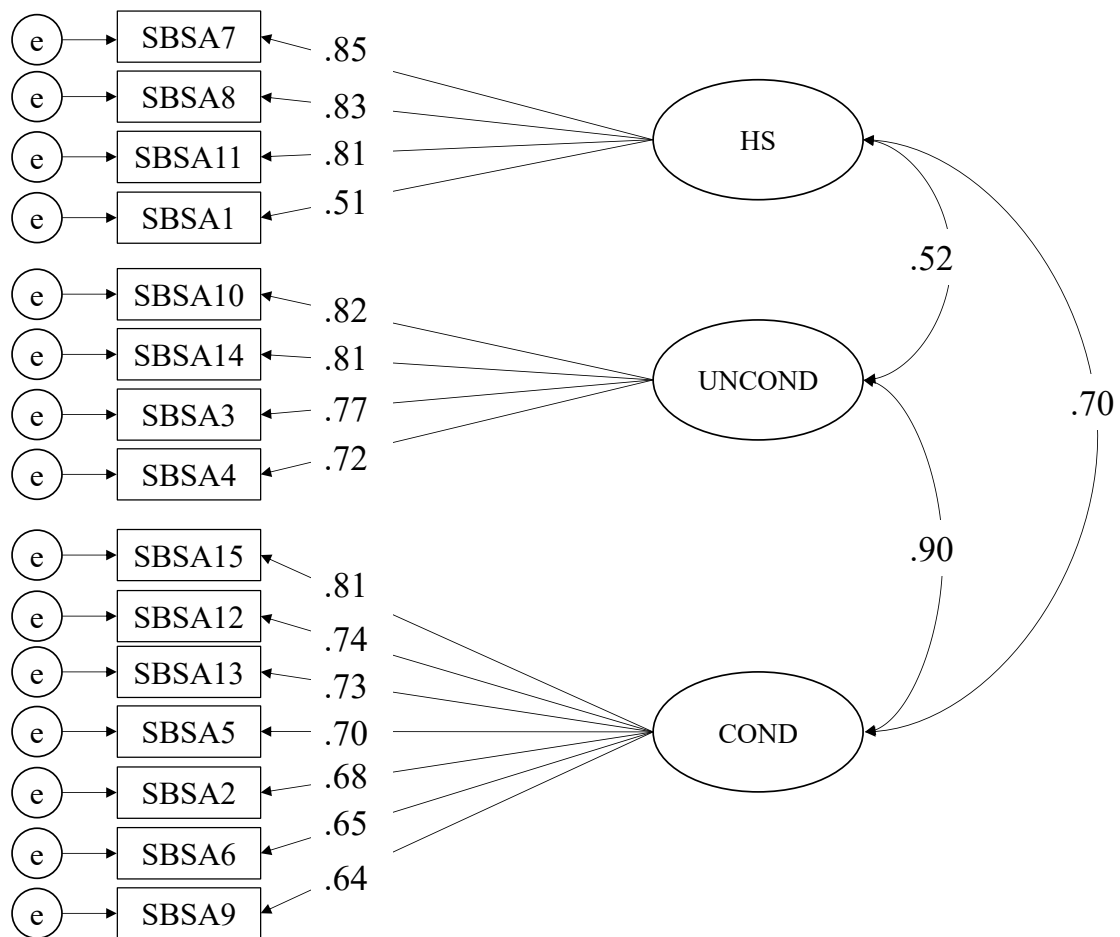 e SBSA7 .85
e SBSA8 .83
e SBSA11 .81
e SBSA1 .51
HS
.52
e SBSA10 .82
e SBSA14 .81
e SBSA3 .77
e SBSA4 .72
UNCOND
.70
.90
e SBSA15 .81
e SBSA12 .74
e SBSA13 .73
e SBSA5 .70
e SBSA2 .68
e SBSA6 .65
e SBSA9 .64
COND